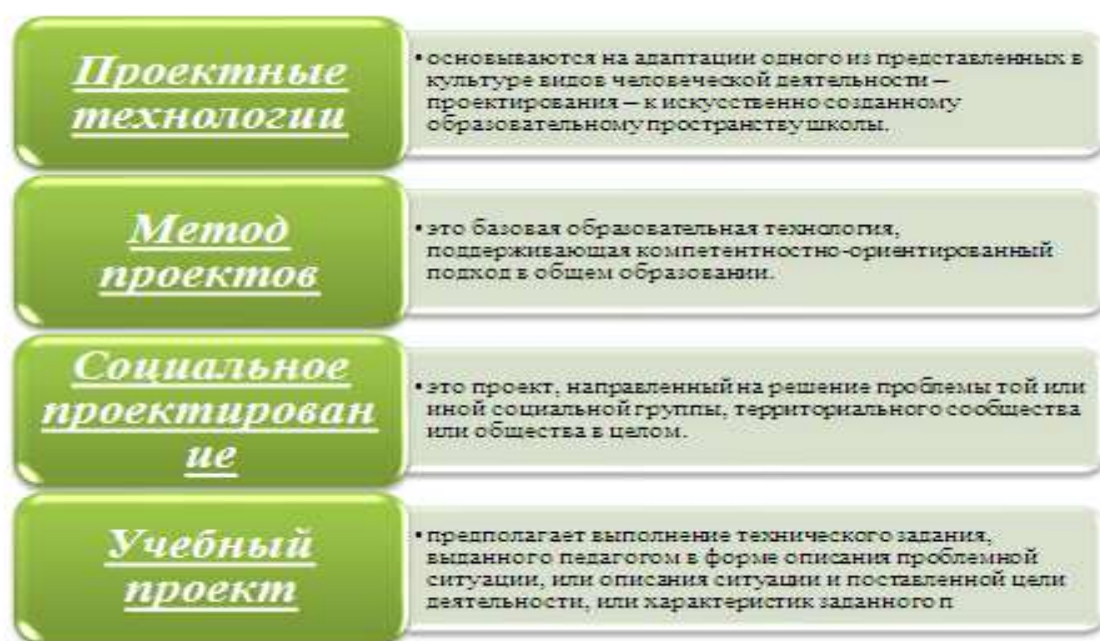 Проектные
технологии
• основываются на адаптации одного из представленных в
культуре видов человеческой деятельности –
проектирования – к искусственно созданному
образовательному пространству школы.
Метод
проектов
• это базовая образовательная технология,
поддерживающая компетентностно-ориентированный
подход в общем образовании.
Социальное
проектирован
ие
• это проект, направленный на решение проблемы той или
иной социальной группы, территориального сообщества
или общества в целом.
Учебный
проект
• предполагает выполнение технического задания,
выданного педагогом в форме описания проблемной
ситуации, или описания ситуации и поставленной цели
деятельности, или характеристик заданного п